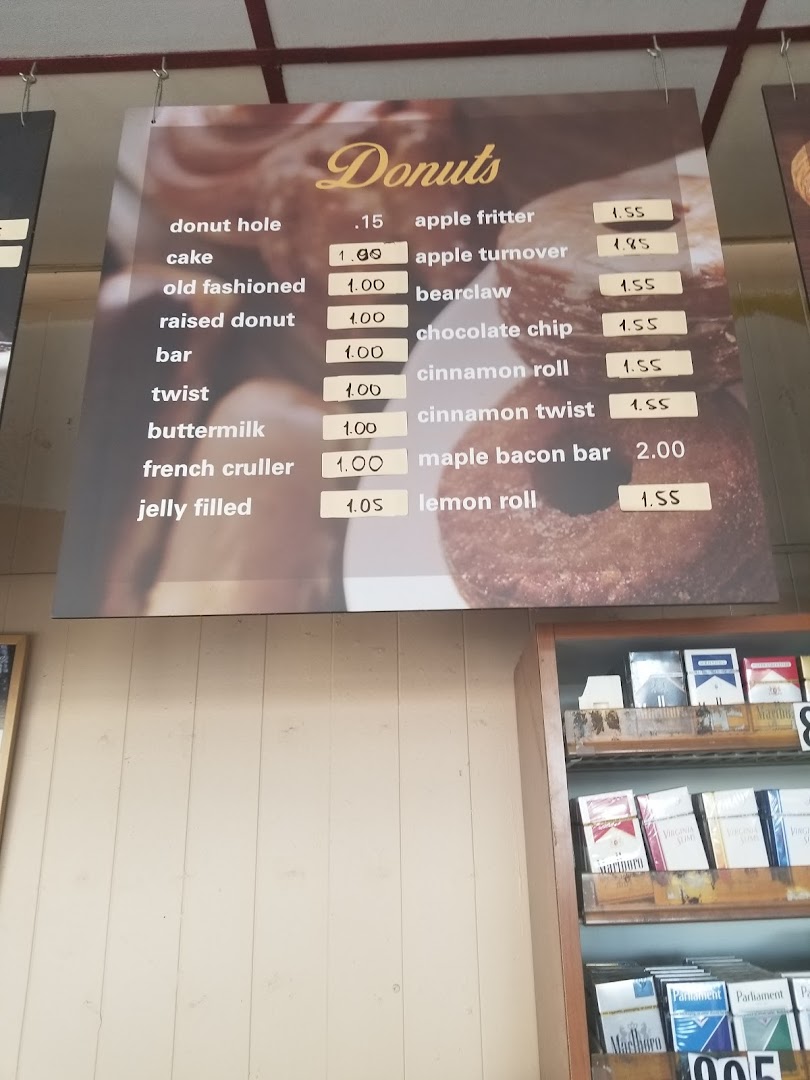 Donuts
donut hole .15
cake 1.00
old fashioned 1.00
raised donut 1.00
bar 1.00
twist 1.00
buttermilk 1.00
french cruller 1.00
jelly filled 1.05
apple fritter 1.55
apple turnover 1.85
bearclaw 1.55
chocolate chip 1.55
cinnamon roll 1.55
cinnamon twist 1.55
maple bacon bar 2.00
lemon roll 1.55
Marlboro
Marlboro
VIRGINIA SLIMS
VIRGINIA SLIMS
Marlboro
Parliament
Parliament